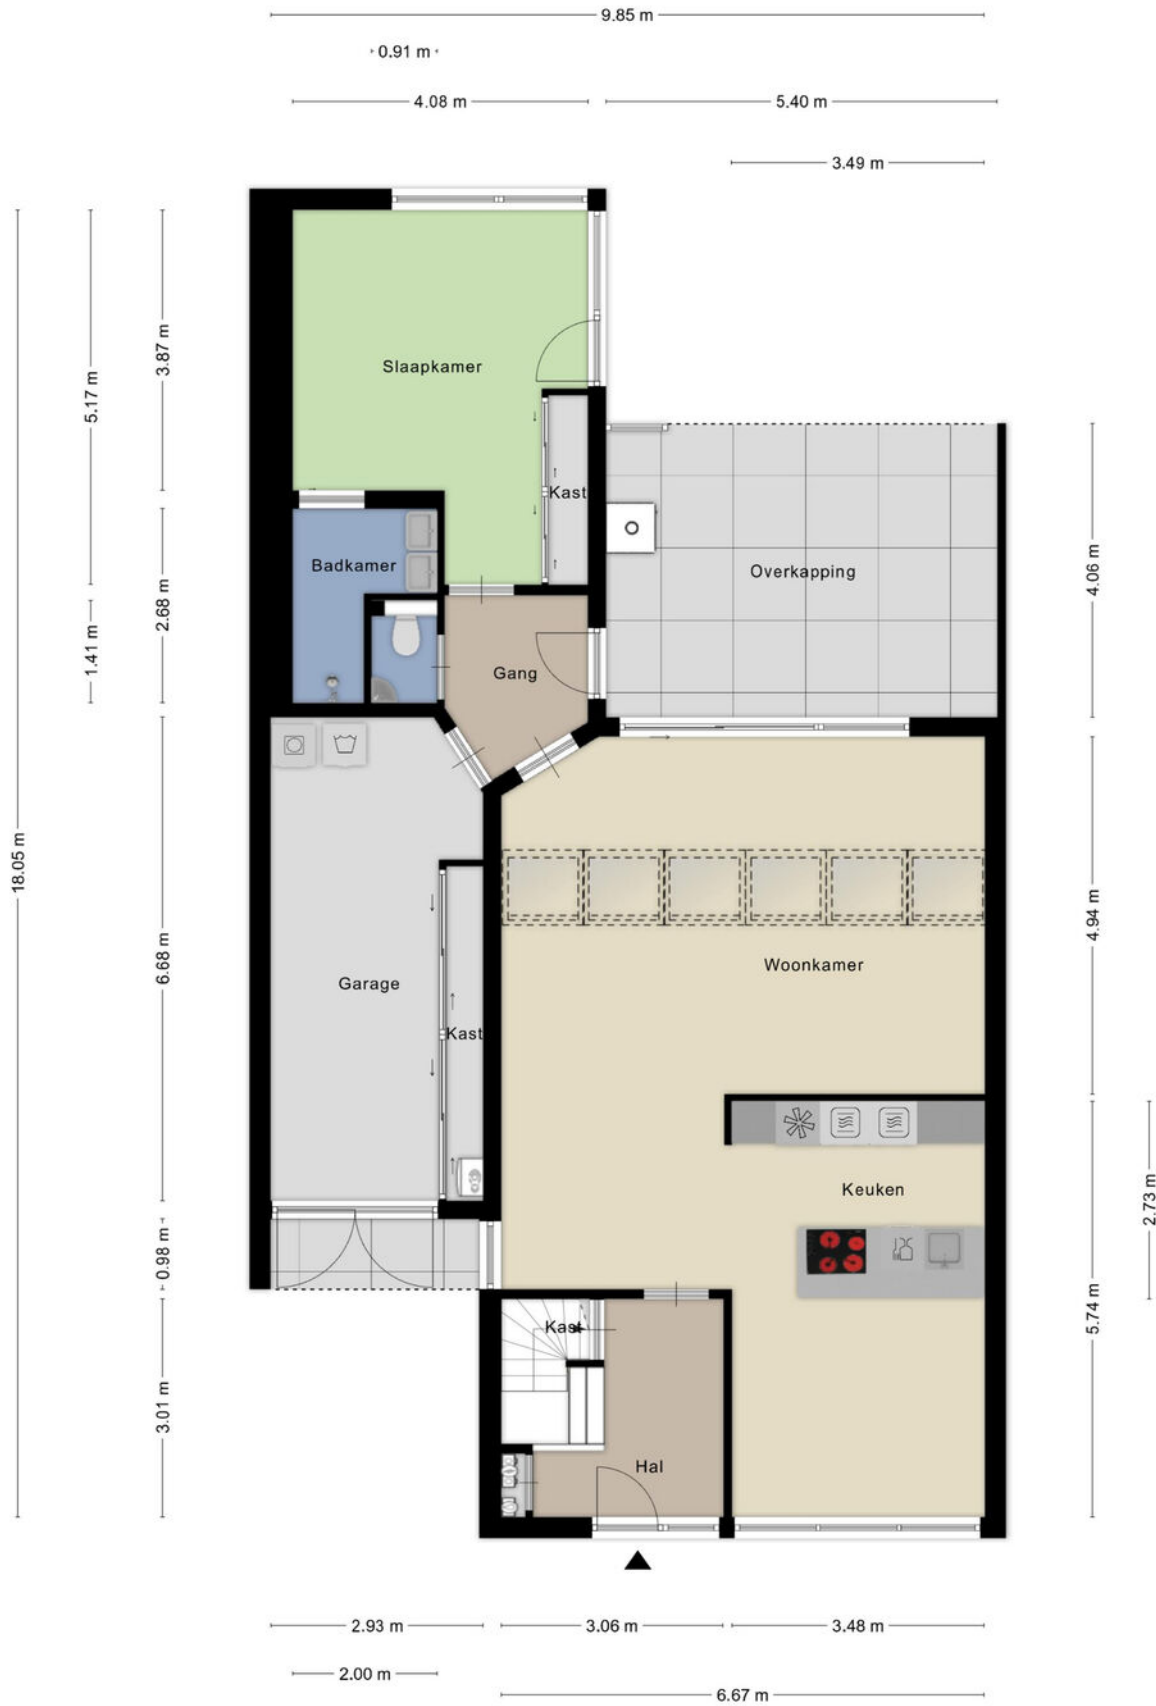 9.85 m
0.91 m
4.08 m
5.40 m
3.49 m
18.05 m
5.17 m
3.87 m
Slaapkamer
Kast
Badkamer
Overkapping
4.06 m
2.68 m
1.41 m
Gang
6.68 m
Garage
Kast
Woonkamer
4.94 m
Keuken
2.73 m
0.98 m
5.74 m
Kast
3.01 m
Hal
2.93 m
3.06 m
3.48 m
2.00 m
6.67 m